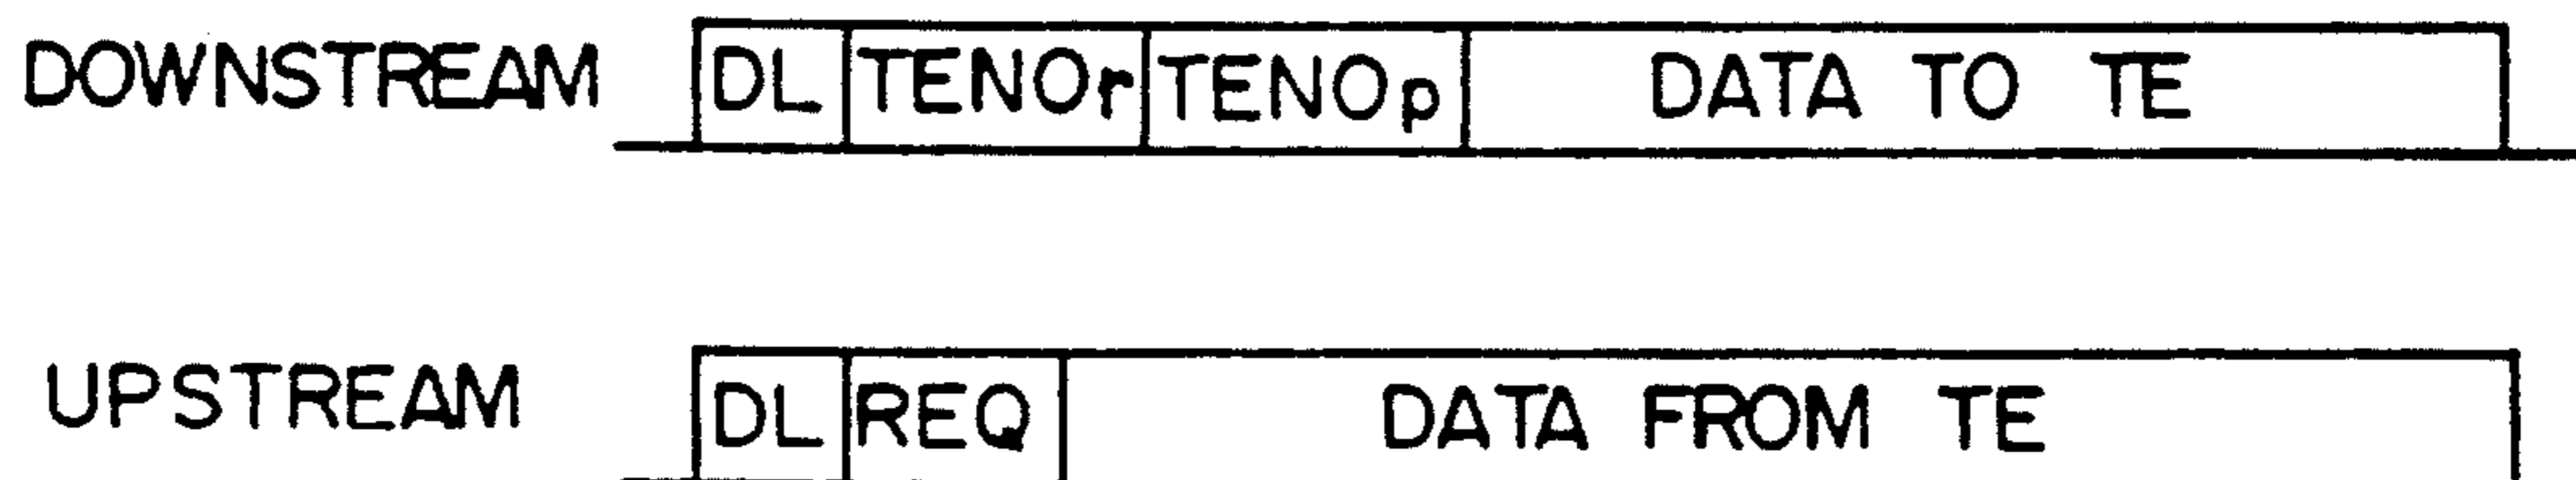 DOWNSTREAM DL TENOr TENOp DATA TO TE
UPSTREAM DL REQ DATA FROM TE